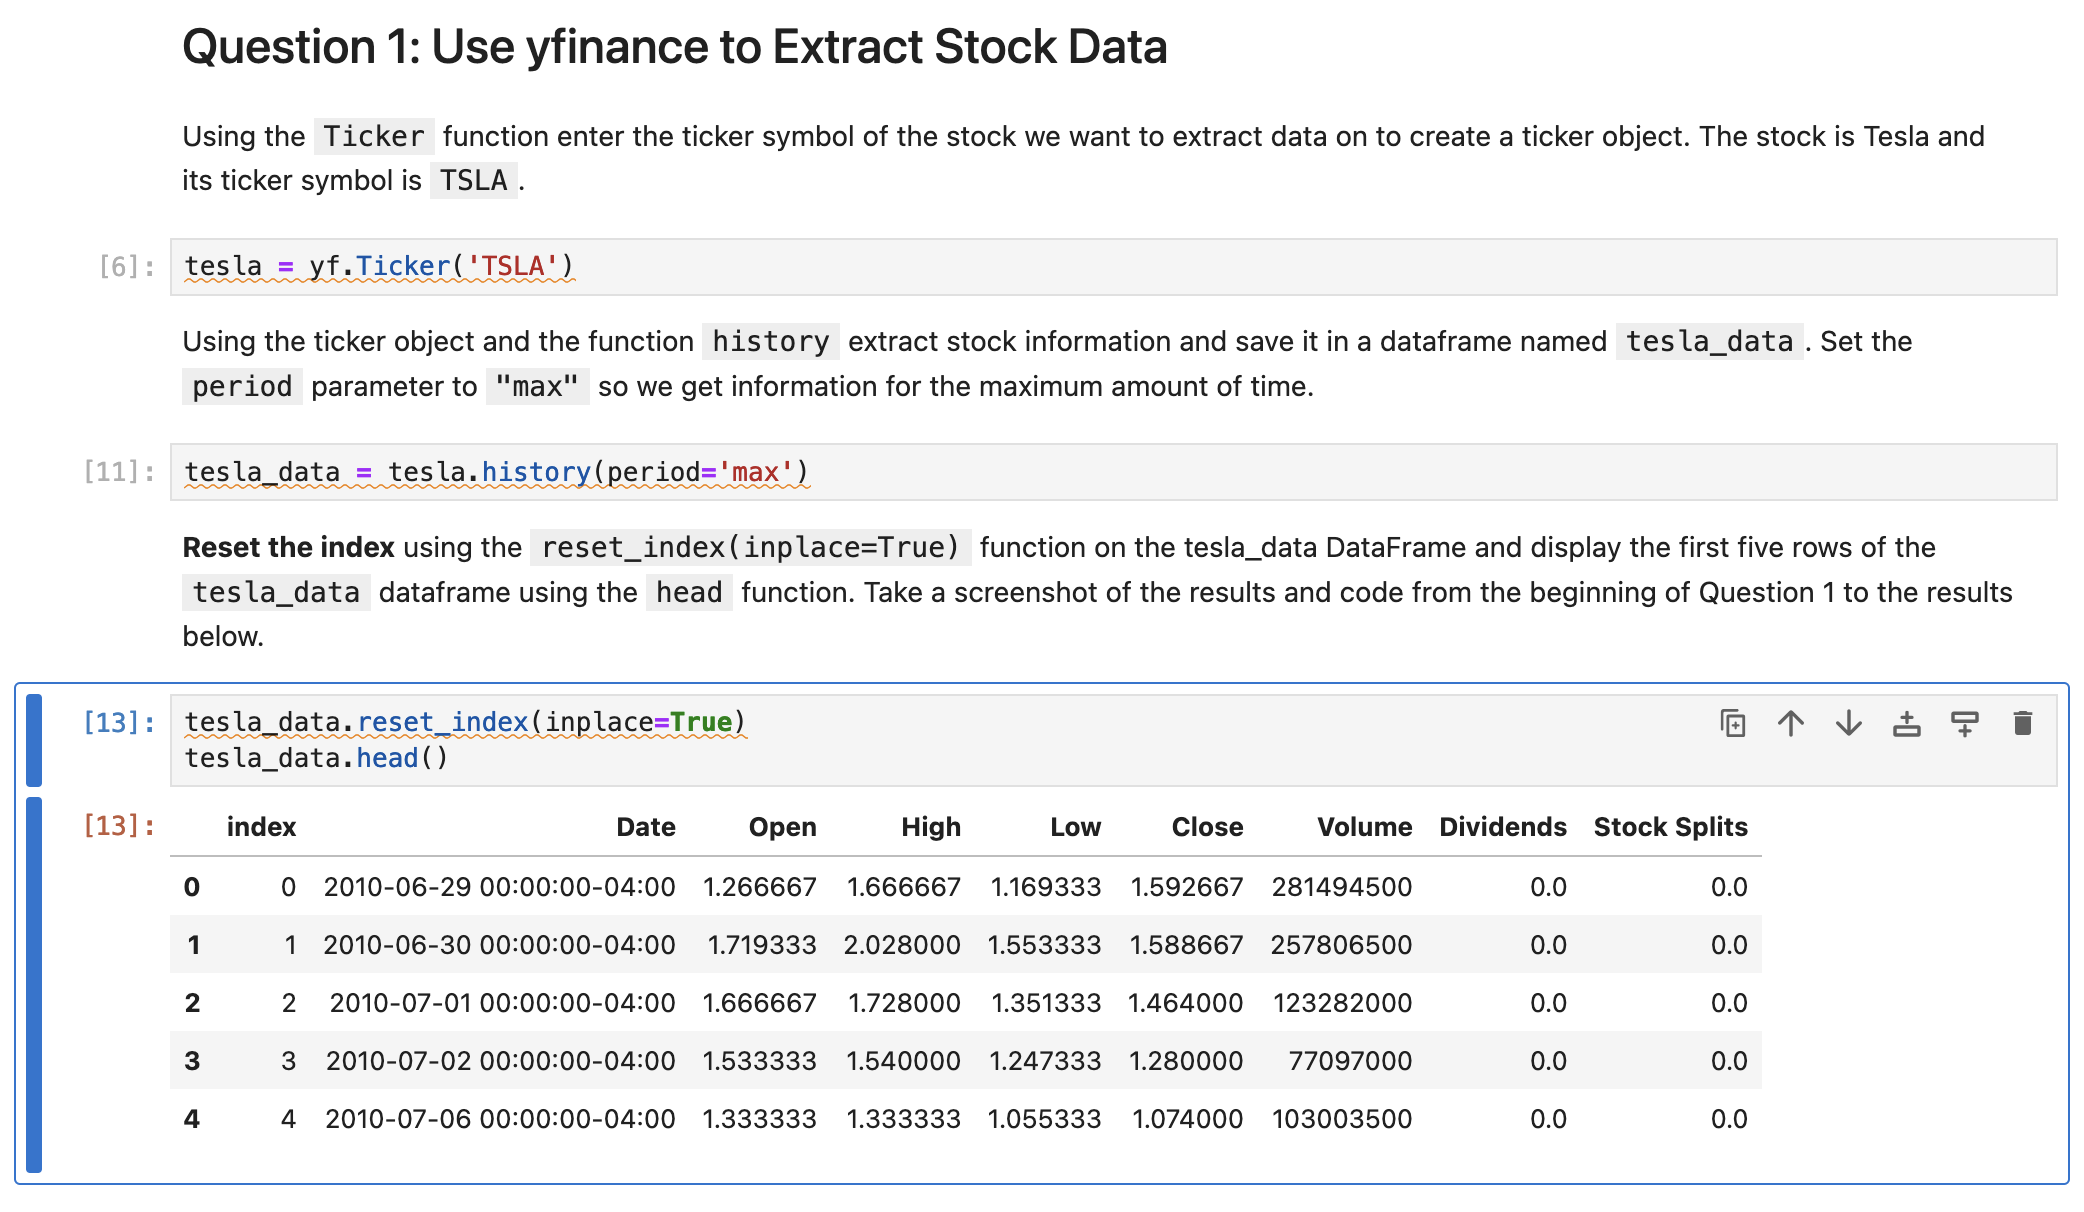 Question 1: Use yfinance to Extract Stock Data
Using the Ticker function enter the ticker symbol of the stock we want to extract data on to create a ticker object. The stock is Tesla and
its ticker symbol is TSLA .
[6]: tesla = yf.Ticker('TSLA')
Using the ticker object and the function history extract stock information and save it in a dataframe named tesla_data . Set the
period parameter to "max" so we get information for the maximum amount of time.
[11]: tesla_data = tesla.history(period='max')
Reset the index using the reset_index(inplace=True) function on the tesla_data DataFrame and display the first five rows of the
tesla_data dataframe using the head function. Take a screenshot of the results and code from the beginning of Question 1 to the results
below.
[13]: tesla_data.reset_index(inplace=True)
tesla_data.head()
[13]: index Date Open High Low Close Volume Dividends Stock Splits
0 0 2010-06-29 00:00:00-04:00 1.266667 1.666667 1.169333 1.592667 281494500 0.0 0.0
1 1 2010-06-30 00:00:00-04:00 1.719333 2.028000 1.553333 1.588667 257806500 0.0 0.0
2 2 2010-07-01 00:00:00-04:00 1.666667 1.728000 1.351333 1.464000 123282000 0.0 0.0
3 3 2010-07-02 00:00:00-04:00 1.533333 1.540000 1.247333 1.280000 77097000 0.0 0.0
4 4 2010-07-06 00:00:00-04:00 1.333333 1.333333 1.055333 1.074000 103003500 0.0 0.0